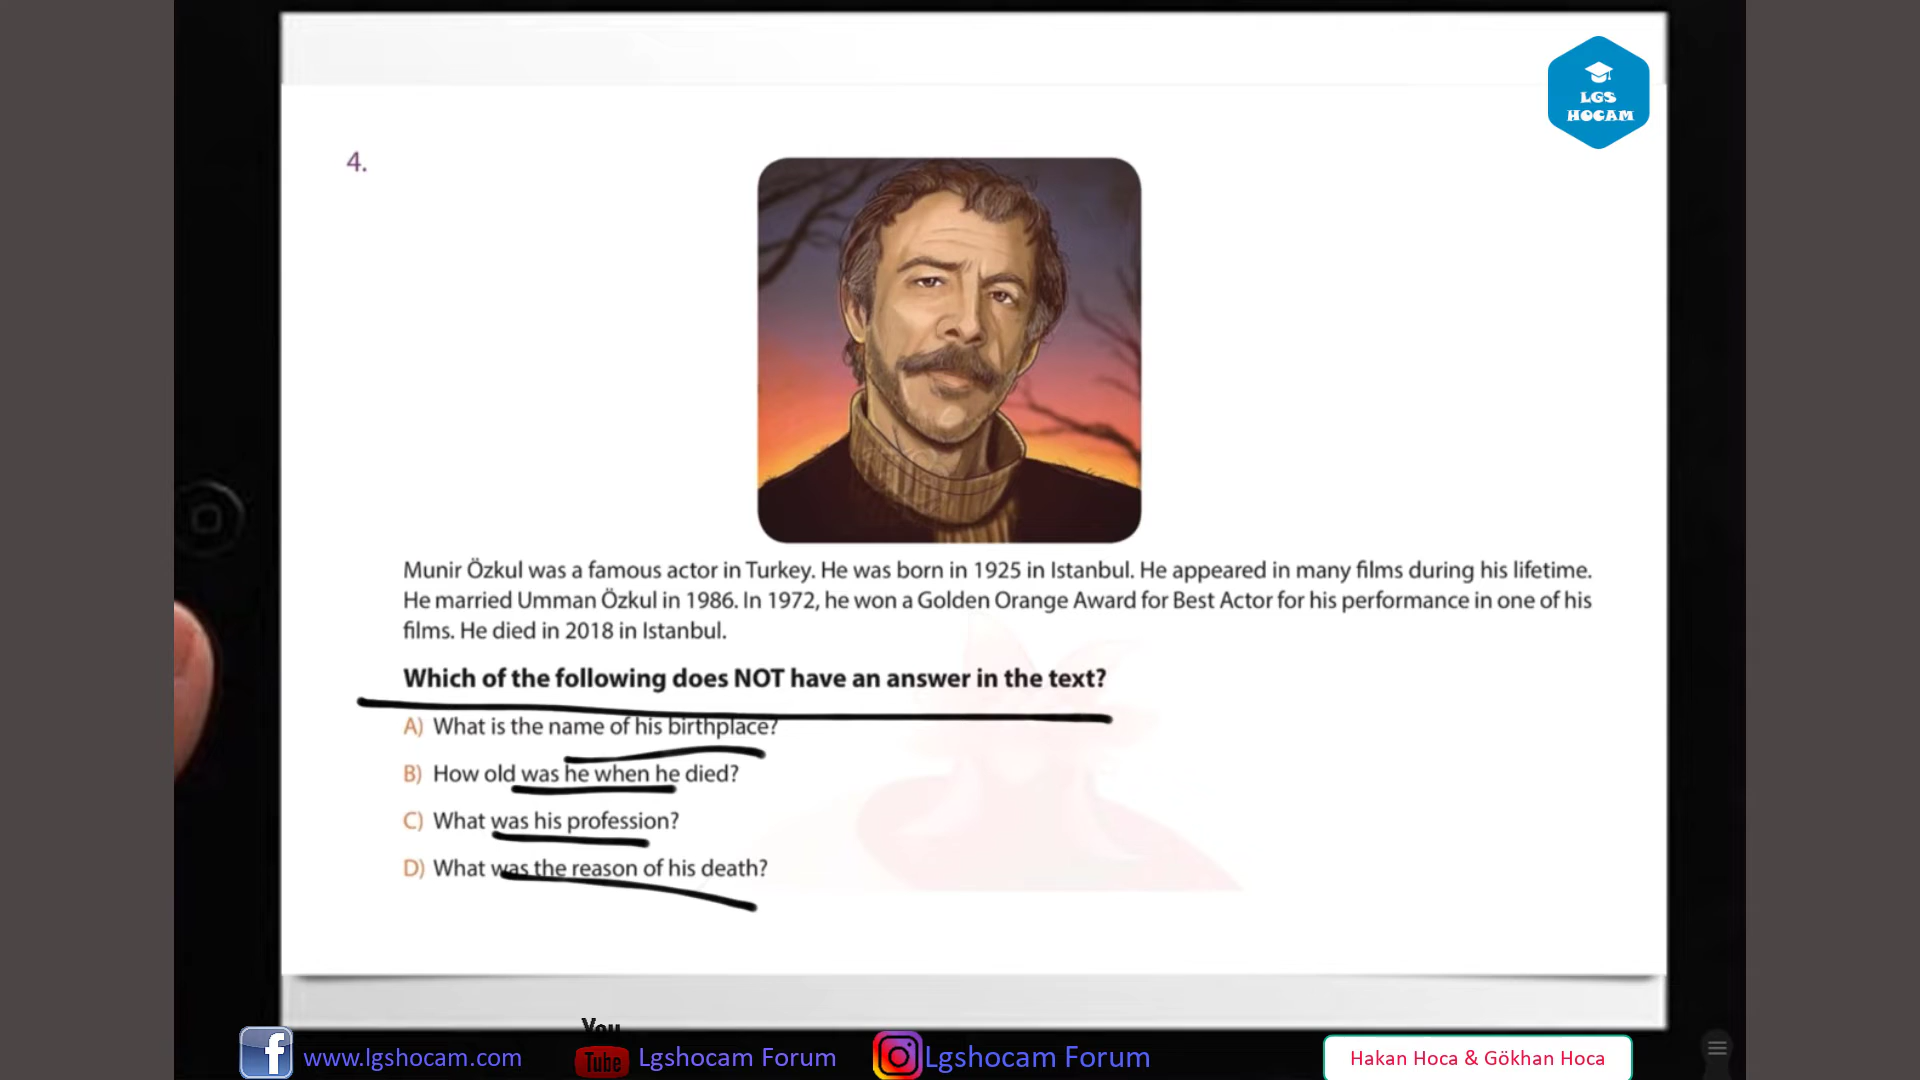 LGS
HOCAM
4.
Munir Özkul was a famous actor in Turkey. He was born in 1925 in Istanbul. He appeared in many films during his lifetime.
He married Umman Özkul in 1986. In 1972, he won a Golden Orange Award for Best Actor for his performance in one of his
films. He died in 2018 in Istanbul.
Which of the following does NOT have an answer in the text?
A) What is the name of his birthplace?
B) How old was he when he died?
C) What was his profession?
D) What was the reason of his death?
f www.lgshocam.com
You
Tube Lgshocam Forum
Lgshocam Forum
Hakan Hoca & Gökhan Hoca